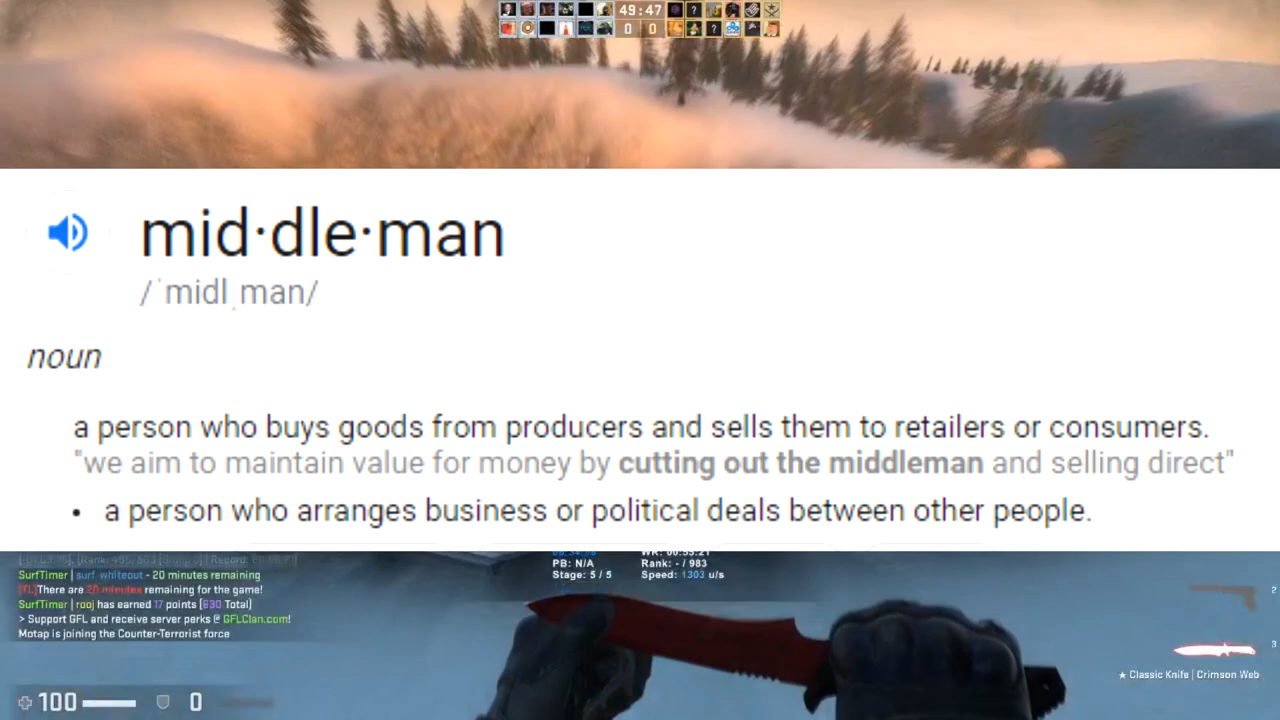 49:47
0 0
mid·dle·man
/ˈmidlˌman/
noun
a person who buys goods from producers and sells them to retailers or consumers.
"we aim to maintain value for money by cutting out the middleman and selling direct"
• a person who arranges business or political deals between other people.
SurfTimer | surf_whiteout - 20 minutes remaining
[TL]There are 20 minutes remaining for the game!
SurfTimer | rooj has earned 17 points [630 Total]
> Support GFL and receive server perks @ GFLClan.com!
Motap is joining the Counter-Terrorist force
PB: N/A Rank: - / 983
Stage: 5 / 5 Speed: 1303 u/s
2
3
★ Classic Knife | Crimson Web
100 0